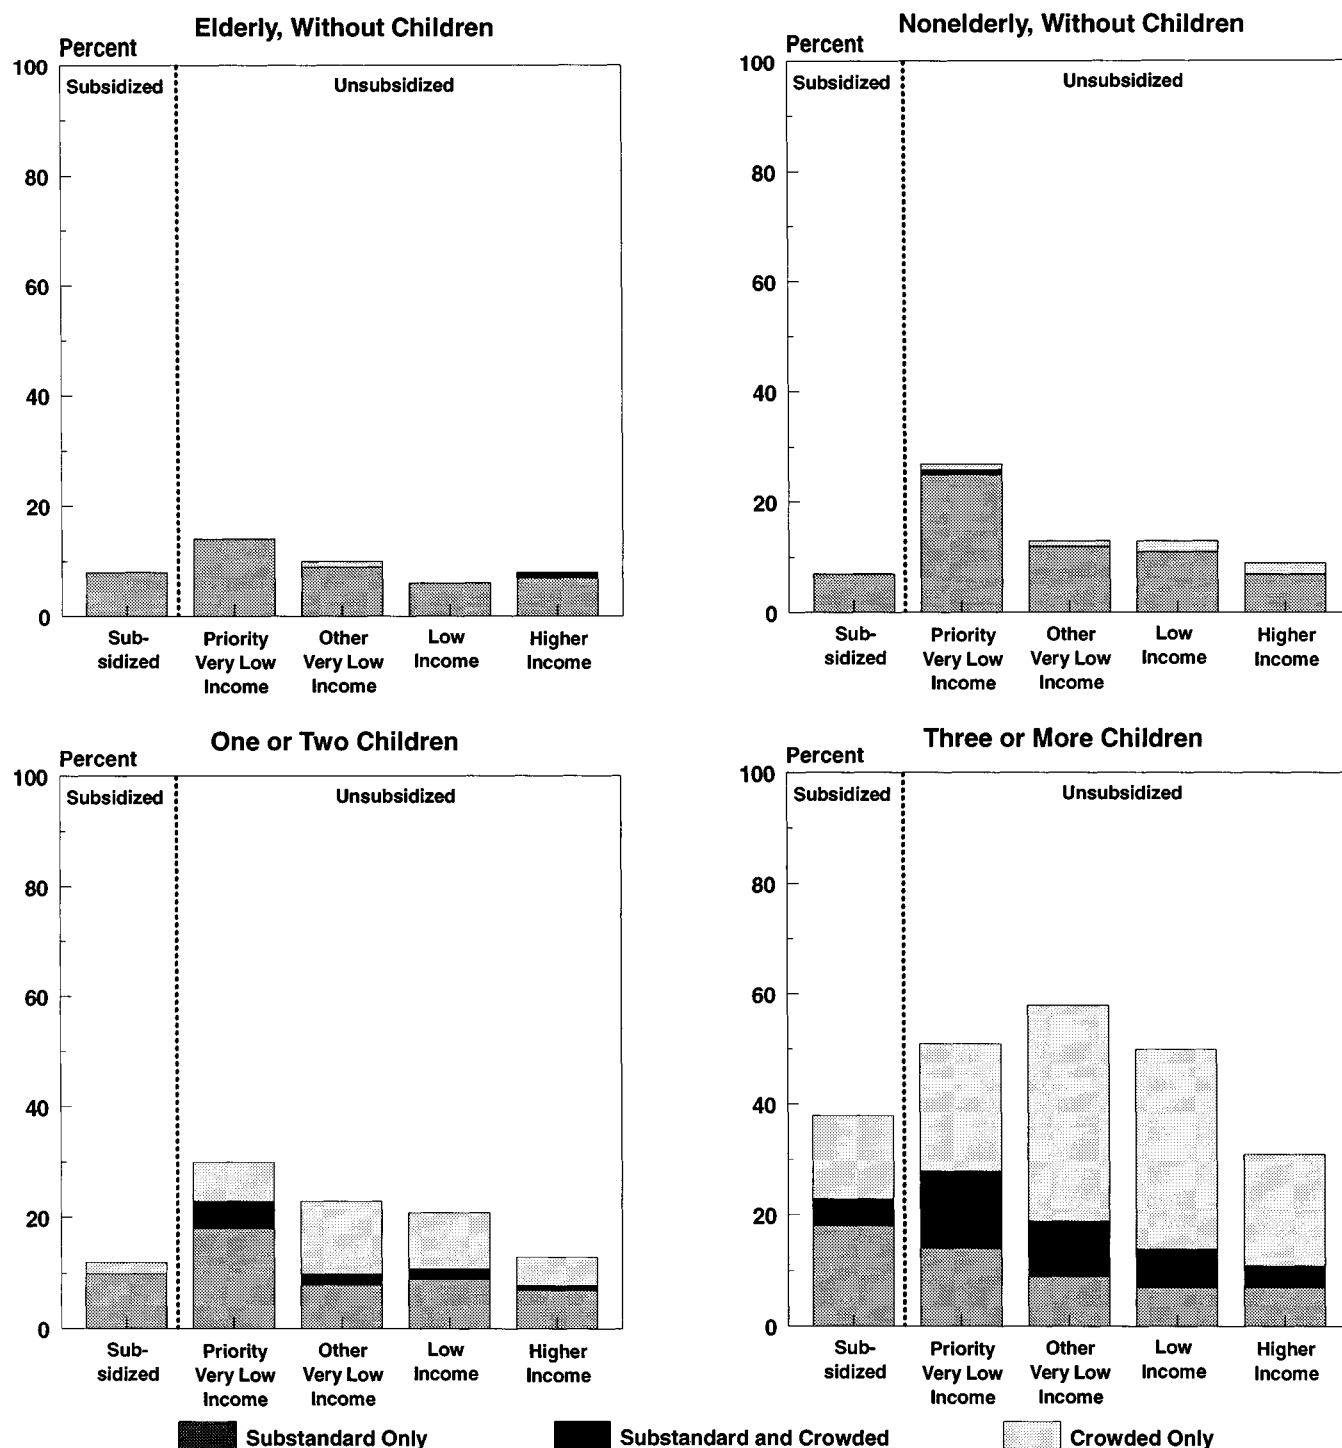 Elderly, Without Children
Percent
100
80
60
40
20
0
Subsidized
Unsubsidized
Sub-
sidized
Priority
Very Low
Income
Other
Very Low
Income
Low
Income
Higher
Income
Nonelderly, Without Children
Percent
100
80
60
40
20
0
Subsidized
Unsubsidized
Sub-
sidized
Priority
Very Low
Income
Other
Very Low
Income
Low
Income
Higher
Income
One or Two Children
Percent
100
80
60
40
20
0
Subsidized
Unsubsidized
Sub-
sidized
Priority
Very Low
Income
Other
Very Low
Income
Low
Income
Higher
Income
Three or More Children
Percent
100
80
60
40
20
0
Subsidized
Unsubsidized
Sub-
sidized
Priority
Very Low
Income
Other
Very Low
Income
Low
Income
Higher
Income
Substandard Only
Substandard and Crowded
Crowded Only